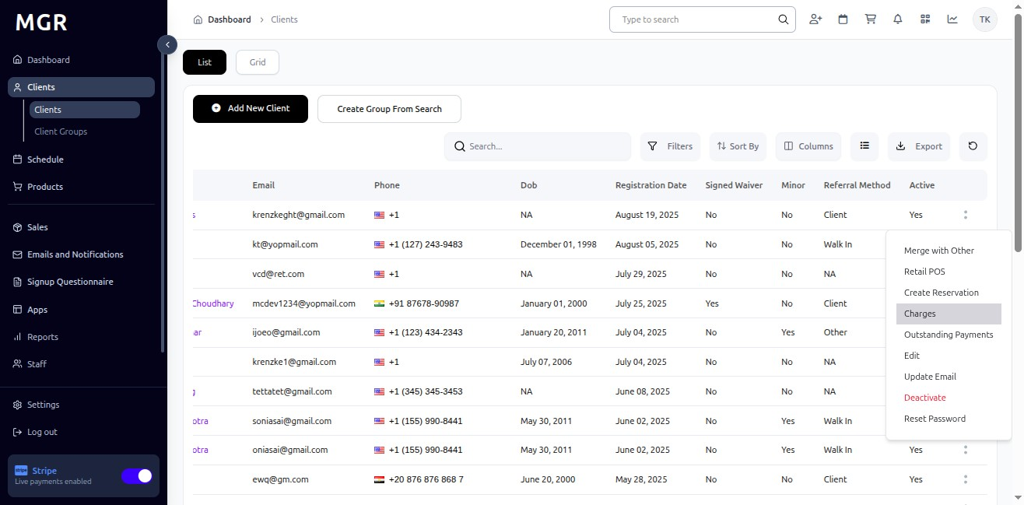 MGR
Dashboard
Clients
Clients
Client Groups
Schedule
Products
Sales
Emails and Notifications
Signup Questionnaire
Apps
Reports
Staff
Settings
Log out
Stripe
Live payments enabled
Dashboard > Clients
Type to search
TK
List Grid
Add New Client Create Group From Search
Search... Filters Sort By Columns Export
Email Phone Dob Registration Date Signed Waiver Minor Referral Method Active
s krenzkeght@gmail.com +1 NA August 19, 2025 No No Client Yes
kt@yopmail.com +1 (127) 243-9483 December 01, 1998 August 05, 2025 No No Walk In
vcd@ret.com +1 NA July 29, 2025 No No NA
Choudhary mcdev1234@yopmail.com +91 87678-90987 January 01, 2000 July 25, 2025 Yes No Client
ar ijoeo@gmail.com +1 (123) 434-2343 January 20, 2011 July 04, 2025 No Yes Other
krenzke1@gmail.com +1 July 07, 2006 July 04, 2025 No No NA
g tettatet@gmail.com +1 (345) 345-3453 NA June 08, 2025 No No NA
otra soniasai@gmail.com +1 (155) 990-8441 May 30, 2011 June 02, 2025 No Yes Walk In
otra oniasai@gmail.com +1 (155) 990-8441 May 30, 2011 June 02, 2025 No Yes Walk In Yes
ewq@gm.com +20 876 876 868 7 June 20, 2000 May 28, 2025 No No Client Yes
Merge with Other
Retail POS
Create Reservation
Charges
Outstanding Payments
Edit
Update Email
Deactivate
Reset Password